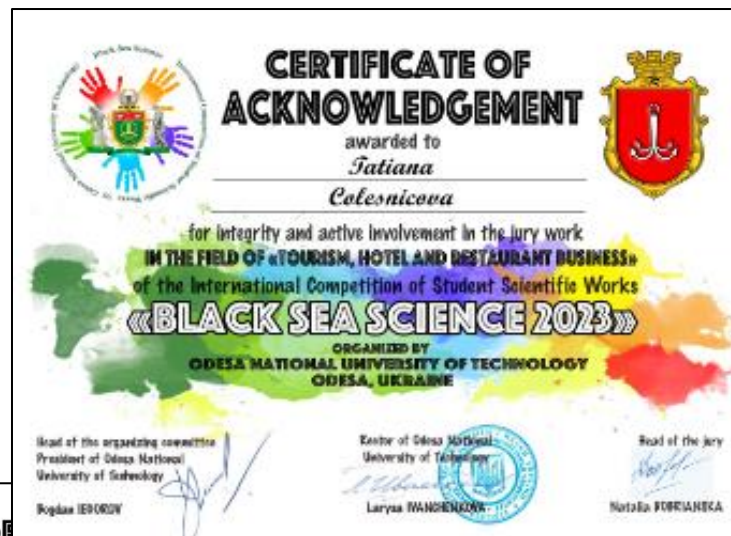 CERTIFICATE OF
ACKNOWLEDGEMENT
awarded to
Tatiana
Colesnicova
for integrity and active involvement in the jury work
IN THE FIELD OF «TOURISM, HOTEL AND RESTAURANT BUSINESS»
of the International Competition of Student Scientific Works
«BLACK SEA SCIENCE 2023»
ORGANIZED BY
ODESA NATIONAL UNIVERSITY OF TECHNOLOGY
ODESA, UKRAINE
Head of the organizing committee
President of Odesa National
University of Technology
Bogdan IEGOROV
Rector of Odesa National
University of Technology
Larysa IVANCHENKOVA
Head of the jury
Natalia DOBRIANSKA